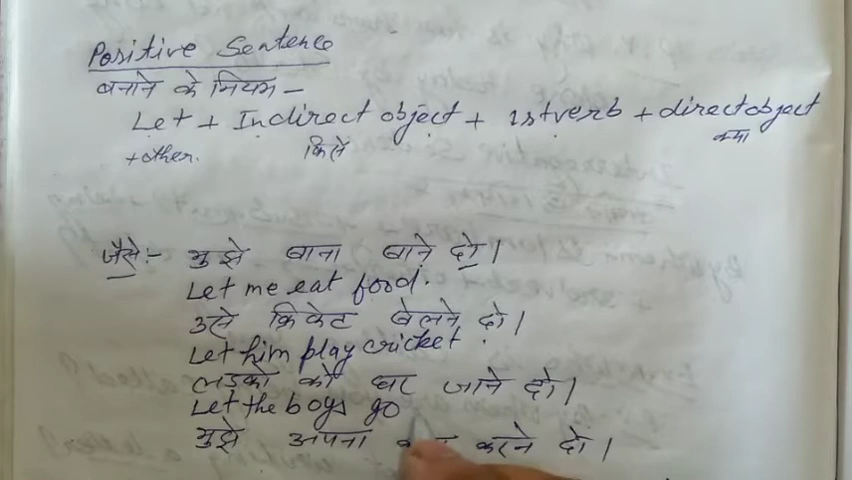 Positive Sentence
बनाने के नियम -
Let + Indirect object + 1st verb + direct object
+ other. किसे क्या
जैसे:- मुझे खाना खाने दो।
Let me eat food.
उसे क्रिकेट खेलने दो।
Let him play cricket.
लड़को को घर जाने दो।
Let the boys go
मुझे अपना करने दो।